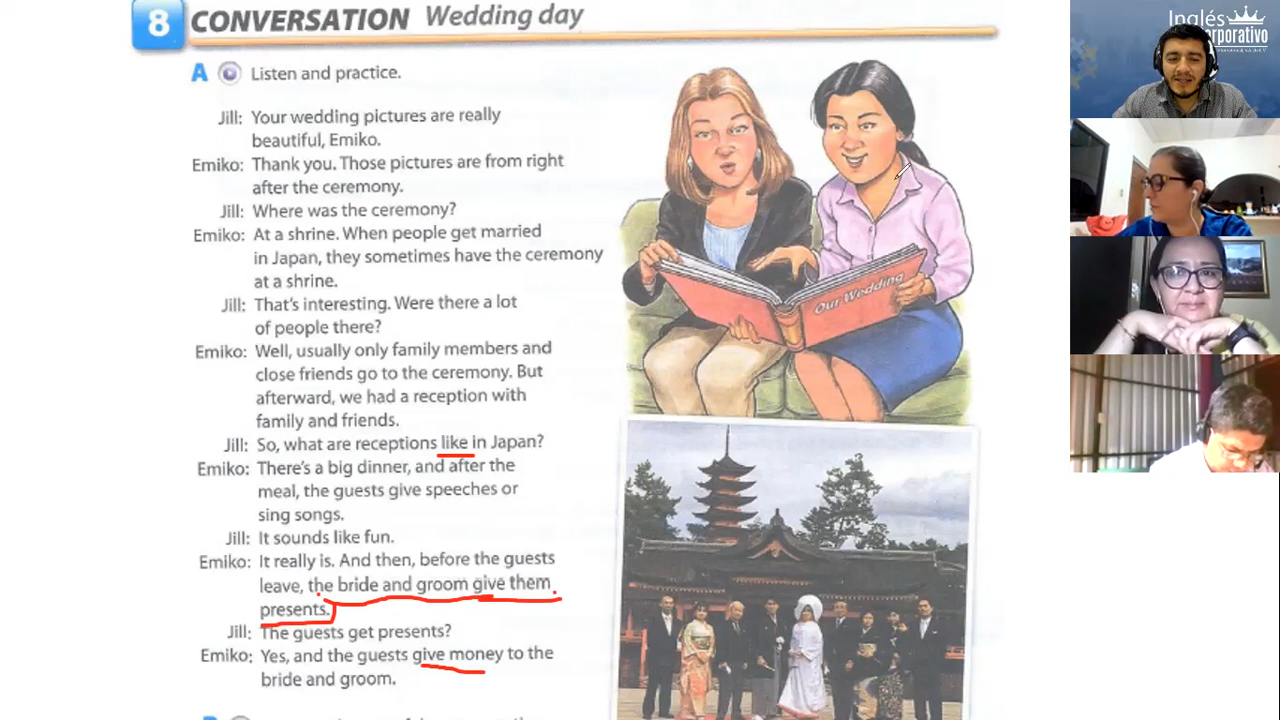 8 CONVERSATION Wedding day
A Listen and practice.
Jill: Your wedding pictures are really
beautiful, Emiko.
Emiko: Thank you. Those pictures are from right
after the ceremony.
Jill: Where was the ceremony?
Emiko: At a shrine. When people get married
in Japan, they sometimes have the ceremony
at a shrine.
Jill: That's interesting. Were there a lot
of people there?
Emiko: Well, usually only family members and
close friends go to the ceremony. But
afterward, we had a reception with
family and friends.
Jill: So, what are receptions like in Japan?
Emiko: There's a big dinner, and after the
meal, the guests give speeches or
sing songs.
Jill: It sounds like fun.
Emiko: It really is. And then, before the guests
leave, the bride and groom give them
presents.
Jill: The guests get presents?
Emiko: Yes, and the guests give money to the
bride and groom.
Our Wedding
Inglés
orporativo